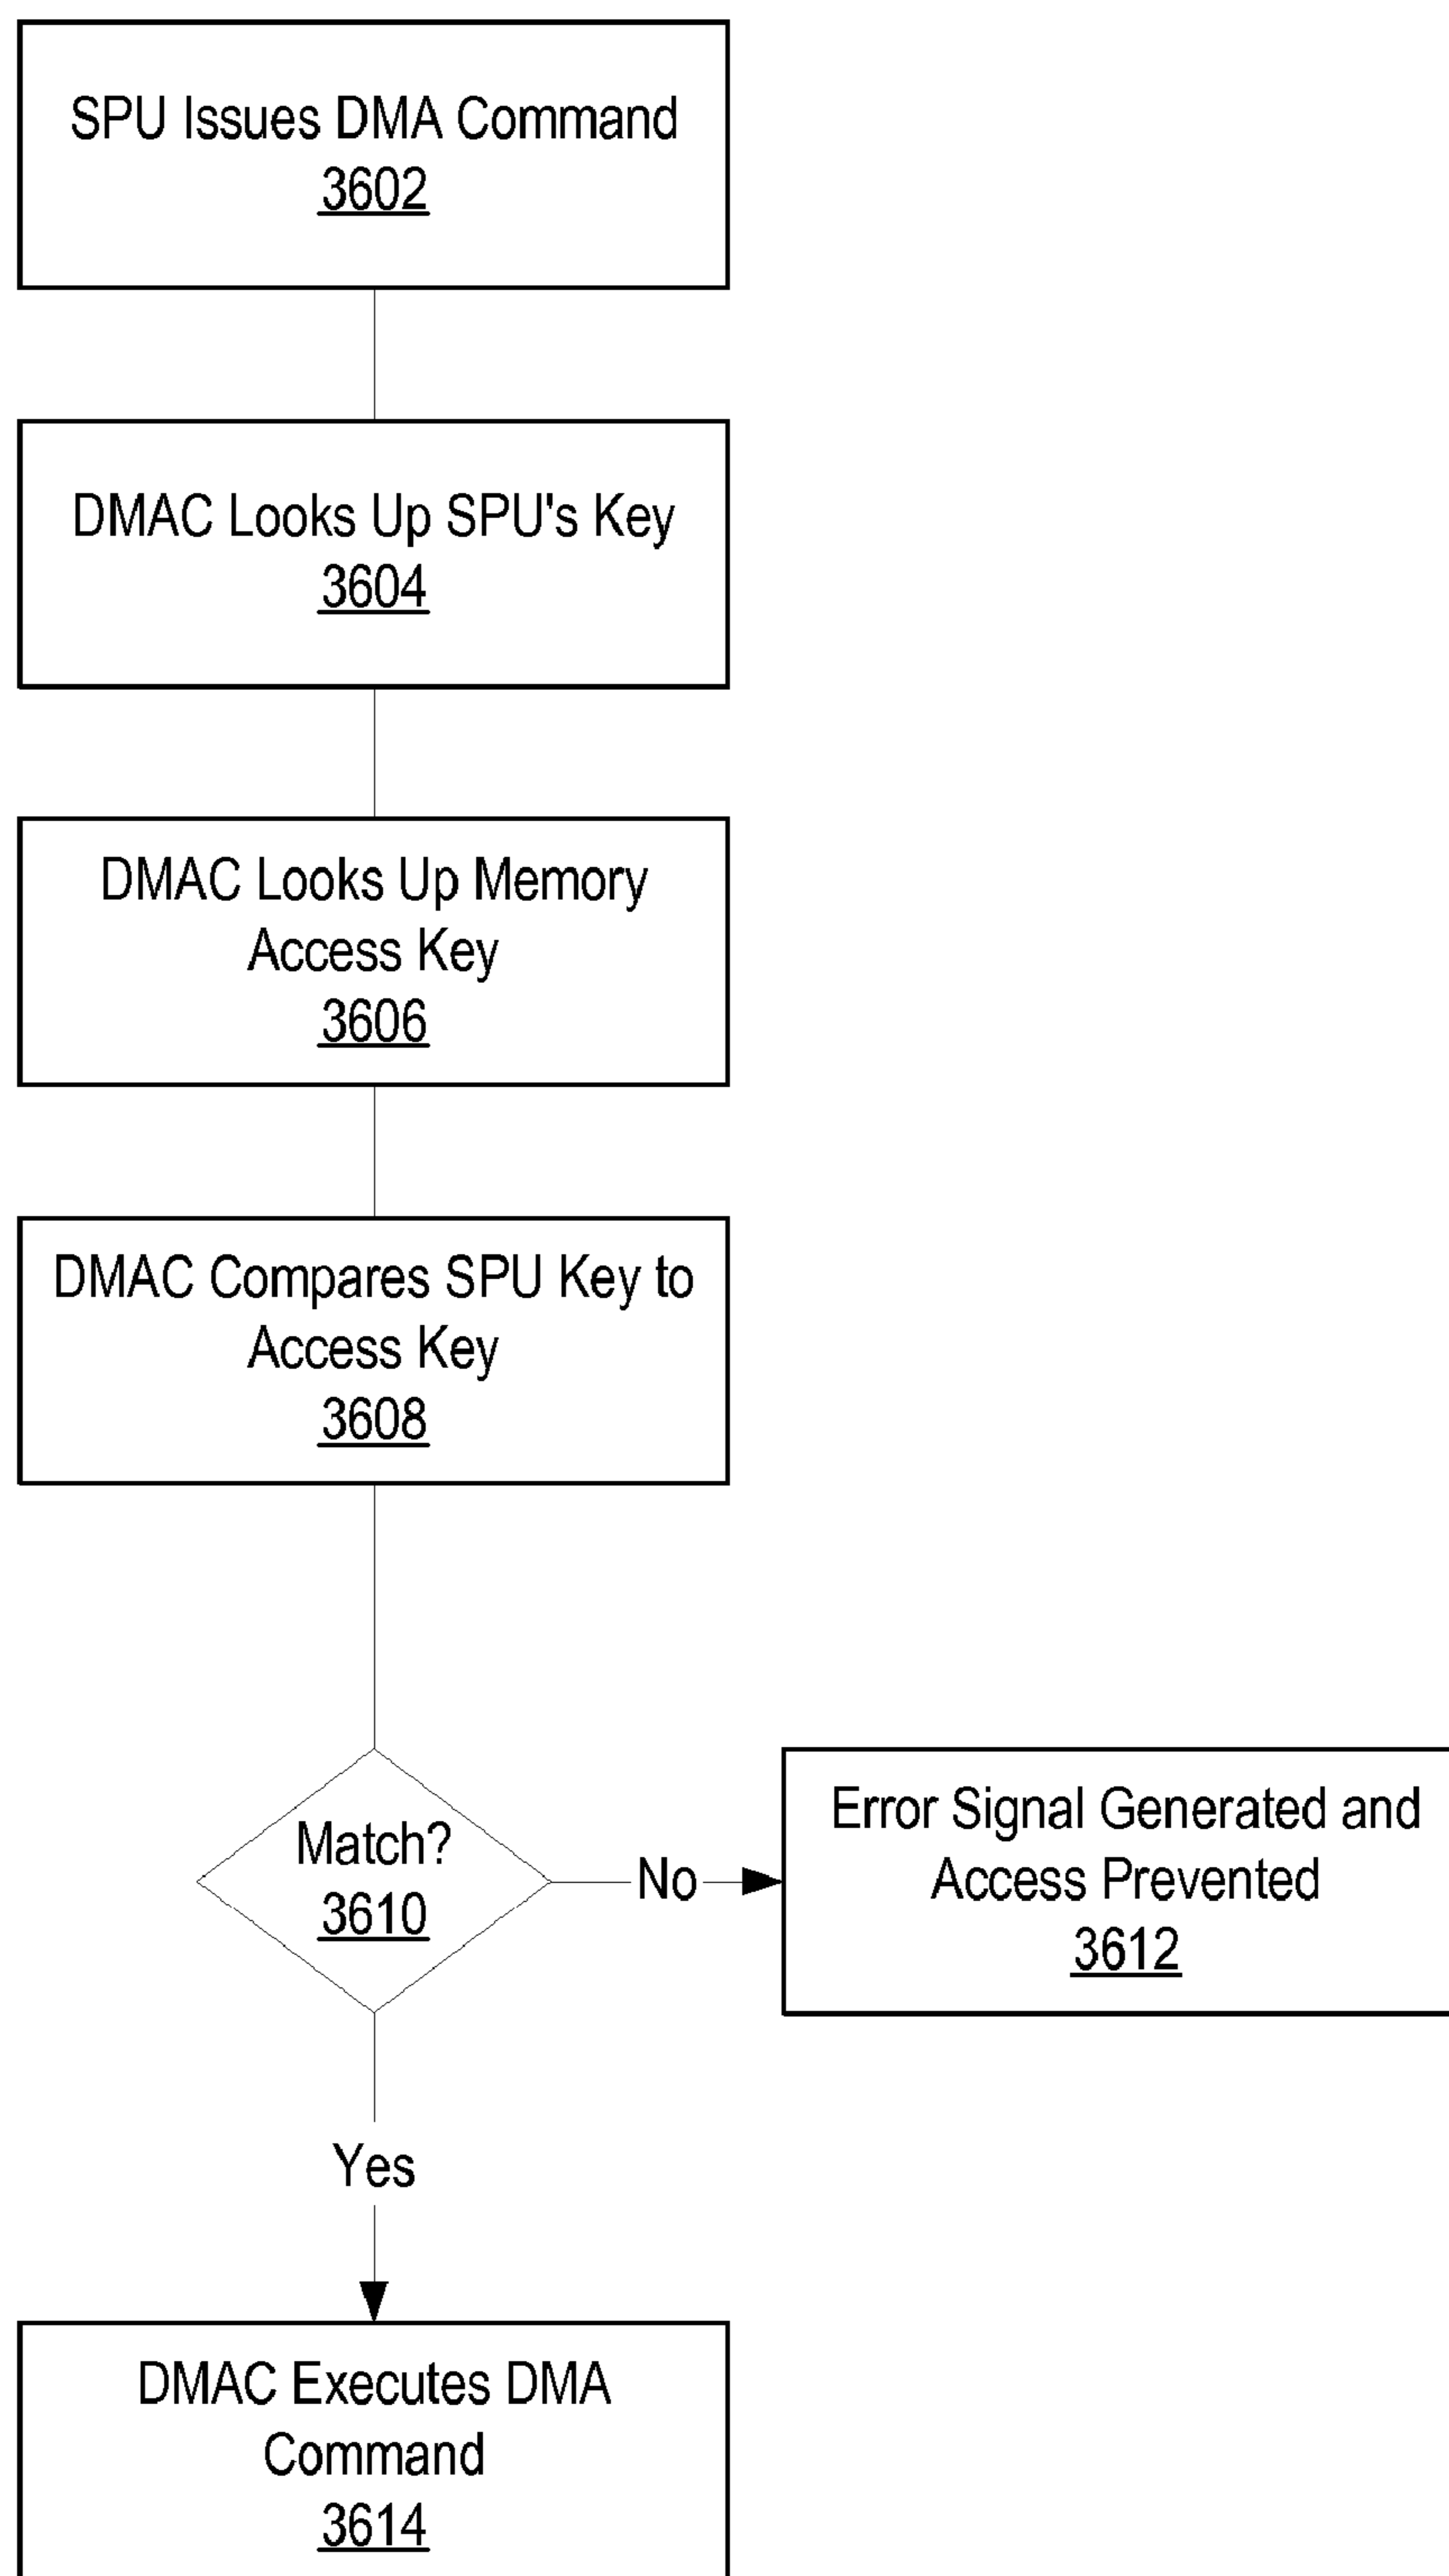 SPU Issues DMA Command
3602
DMAC Looks Up SPU's Key
3604
DMAC Looks Up Memory
Access Key
3606
DMAC Compares SPU Key to
Access Key
3608
Match?
3610
No
Error Signal Generated and
Access Prevented
3612
Yes
DMAC Executes DMA
Command
3614